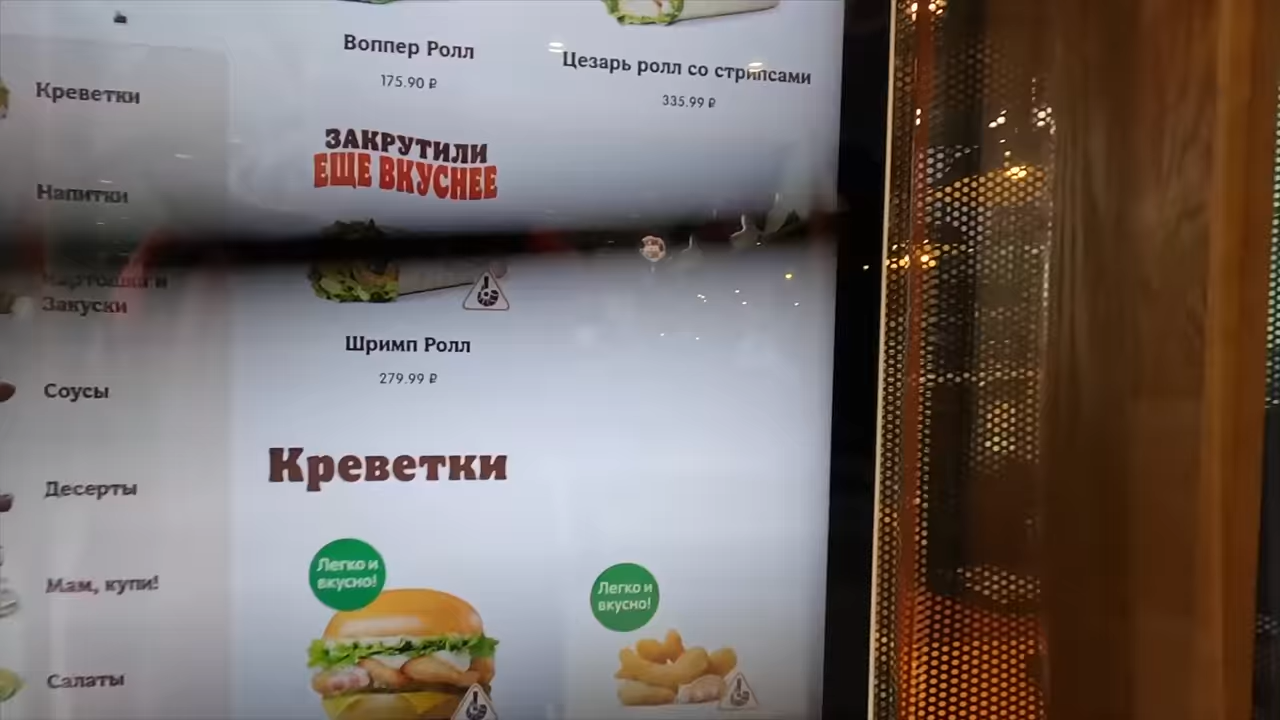 Воппер Ролл
175.90 ₽
Цезарь ролл со стрипсами
335.99 ₽
ЗАКРУТИЛИ
ЕЩЕ ВКУСНЕЕ
Шримп Ролл
279.99 ₽
Креветки
Легко и
вкусно!
Легко и
вкусно!
Креветки
Напитки
Картошка и
Закуски
Соусы
Десерты
Мам, купи!
Салаты